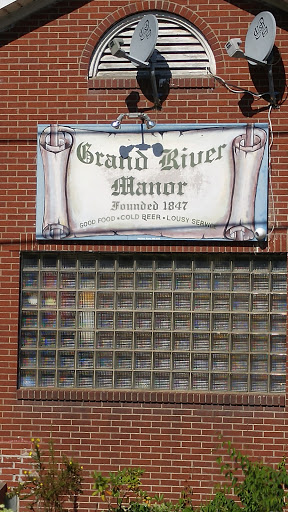 Grand River
Manor
Founded 1847
GOOD FOOD • COLD BEER • LOUSY SERVICE